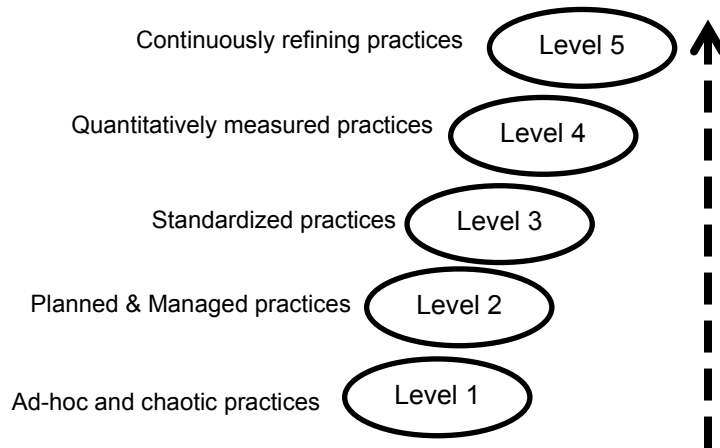 Continuously refining practices
Level 5
Quantitatively measured practices
Level 4
Standardized practices
Level 3
Planned & Managed practices
Level 2
Ad-hoc and chaotic practices
Level 1